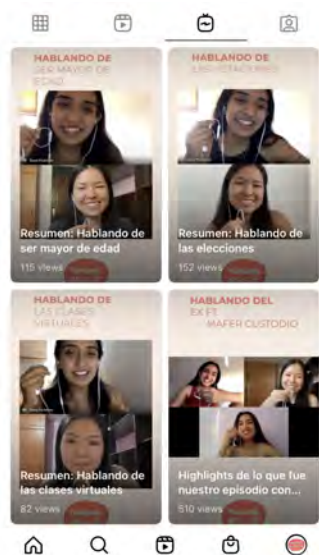 HABLANDO DE
SER MAYOR DE
EDAD
Resumen: Hablando de
ser mayor de edad
115 views
HABLANDO DE
LAS ELECCIONES
Resumen: Hablando de
las elecciones
152 views
HABLANDO DE
LAS CLASES
VIRTUALES
Resumen: Hablando de
las clases virtuales
82 views
HABLANDO DEL
EX FT.
MAFER CUSTODIO
Highlights de lo que fue
nuestro episodio con...
510 views